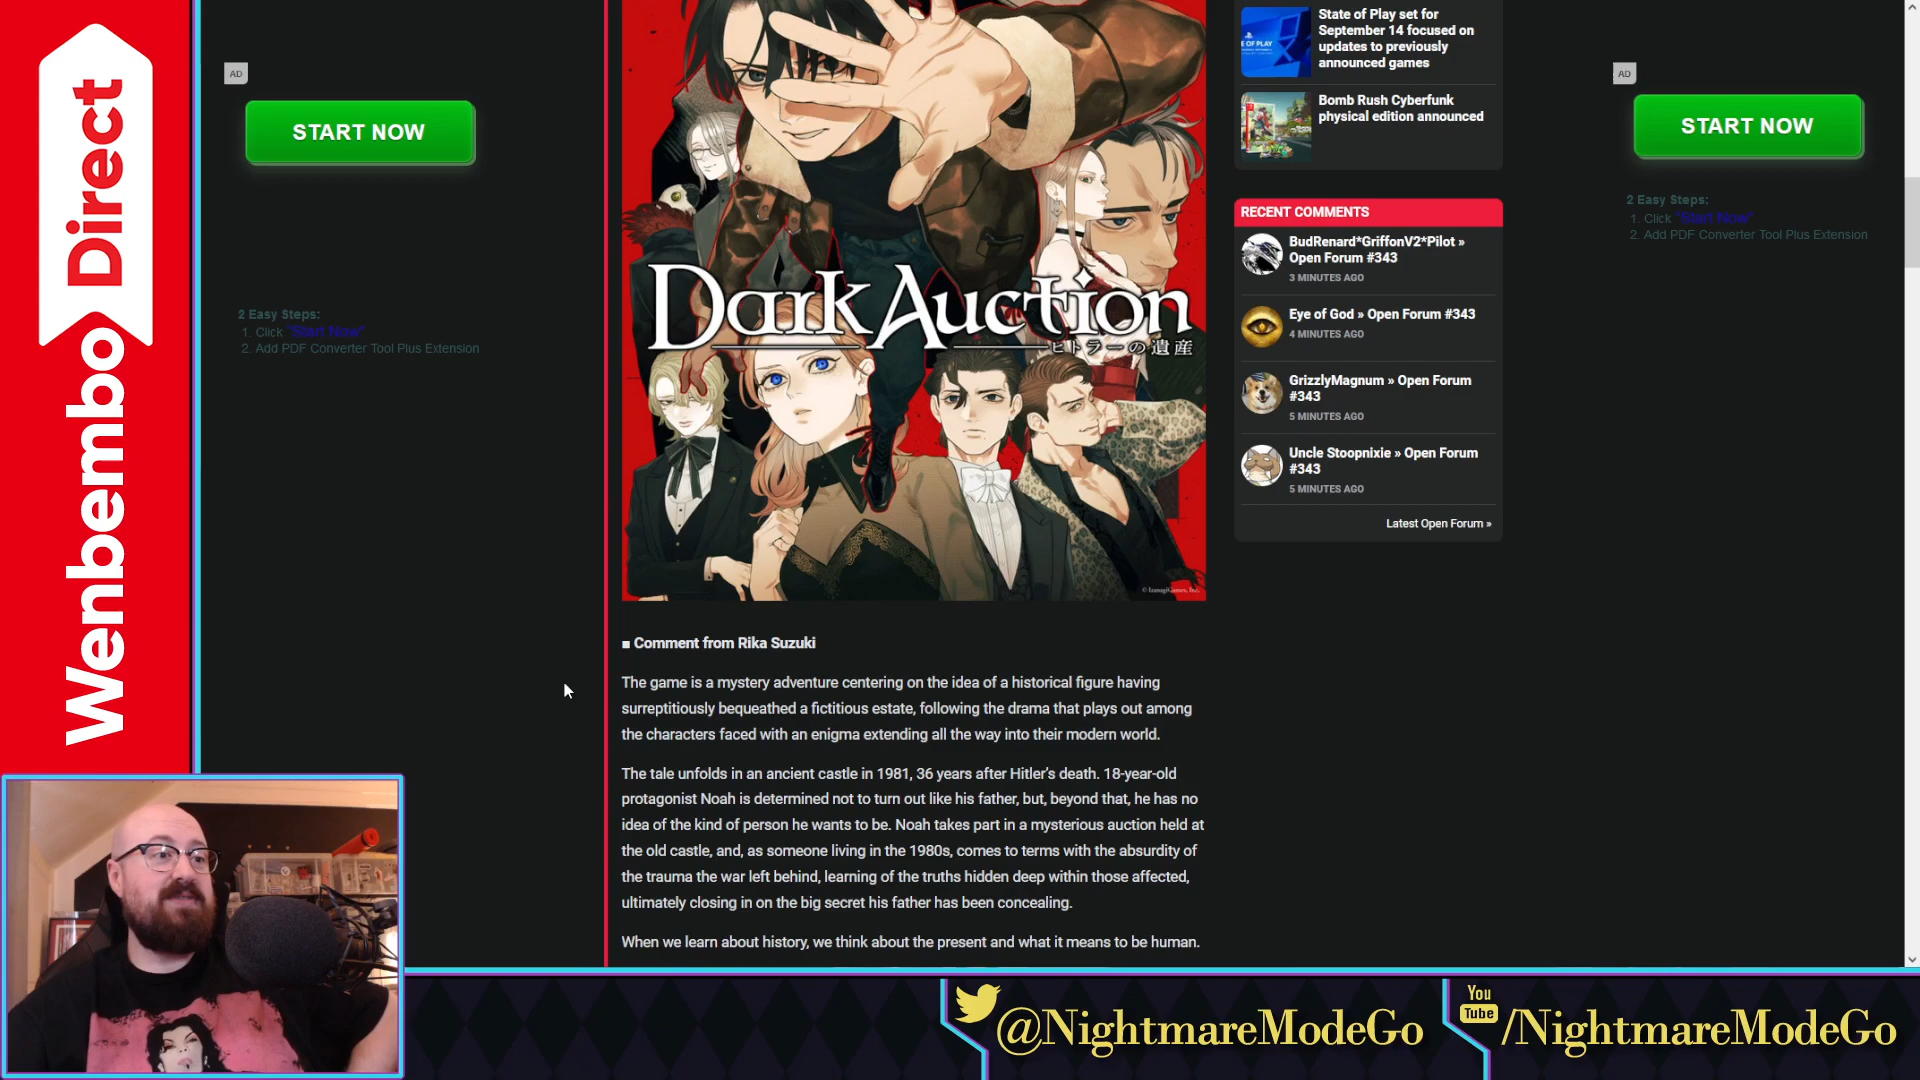 Wenbembo Direct
AD
START NOW
2 Easy Steps:
1. Click "Start Now"
2. Add PDF Converter Tool Plus Extension
Dark Auction
ヒトラーの遺産
© IzanagiGames, Inc.
■ Comment from Rika Suzuki
The game is a mystery adventure centering on the idea of a historical figure having
surreptitiously bequeathed a fictitious estate, following the drama that plays out among
the characters faced with an enigma extending all the way into their modern world.
The tale unfolds in an ancient castle in 1981, 36 years after Hitler's death. 18-year-old
protagonist Noah is determined not to turn out like his father, but, beyond that, he has no
idea of the kind of person he wants to be. Noah takes part in a mysterious auction held at
the old castle, and, as someone living in the 1980s, comes to terms with the absurdity of
the trauma the war left behind, learning of the truths hidden deep within those affected,
ultimately closing in on the big secret his father has been concealing.
When we learn about history, we think about the present and what it means to be human.
E OF PLAY
State of Play set for
September 14 focused on
updates to previously
announced games
Bomb Rush Cyberfunk
physical edition announced
RECENT COMMENTS
BudRenard*GriffonV2*Pilot »
Open Forum #343
3 MINUTES AGO
Eye of God » Open Forum #343
4 MINUTES AGO
GrizzlyMagnum » Open Forum
#343
5 MINUTES AGO
Uncle Stoopnixie » Open Forum
#343
5 MINUTES AGO
Latest Open Forum »
AD
START NOW
2 Easy Steps:
1. Click "Start Now"
2. Add PDF Converter Tool Plus Extension
@NightmareModeGo
You
Tube
/NightmareModeGo